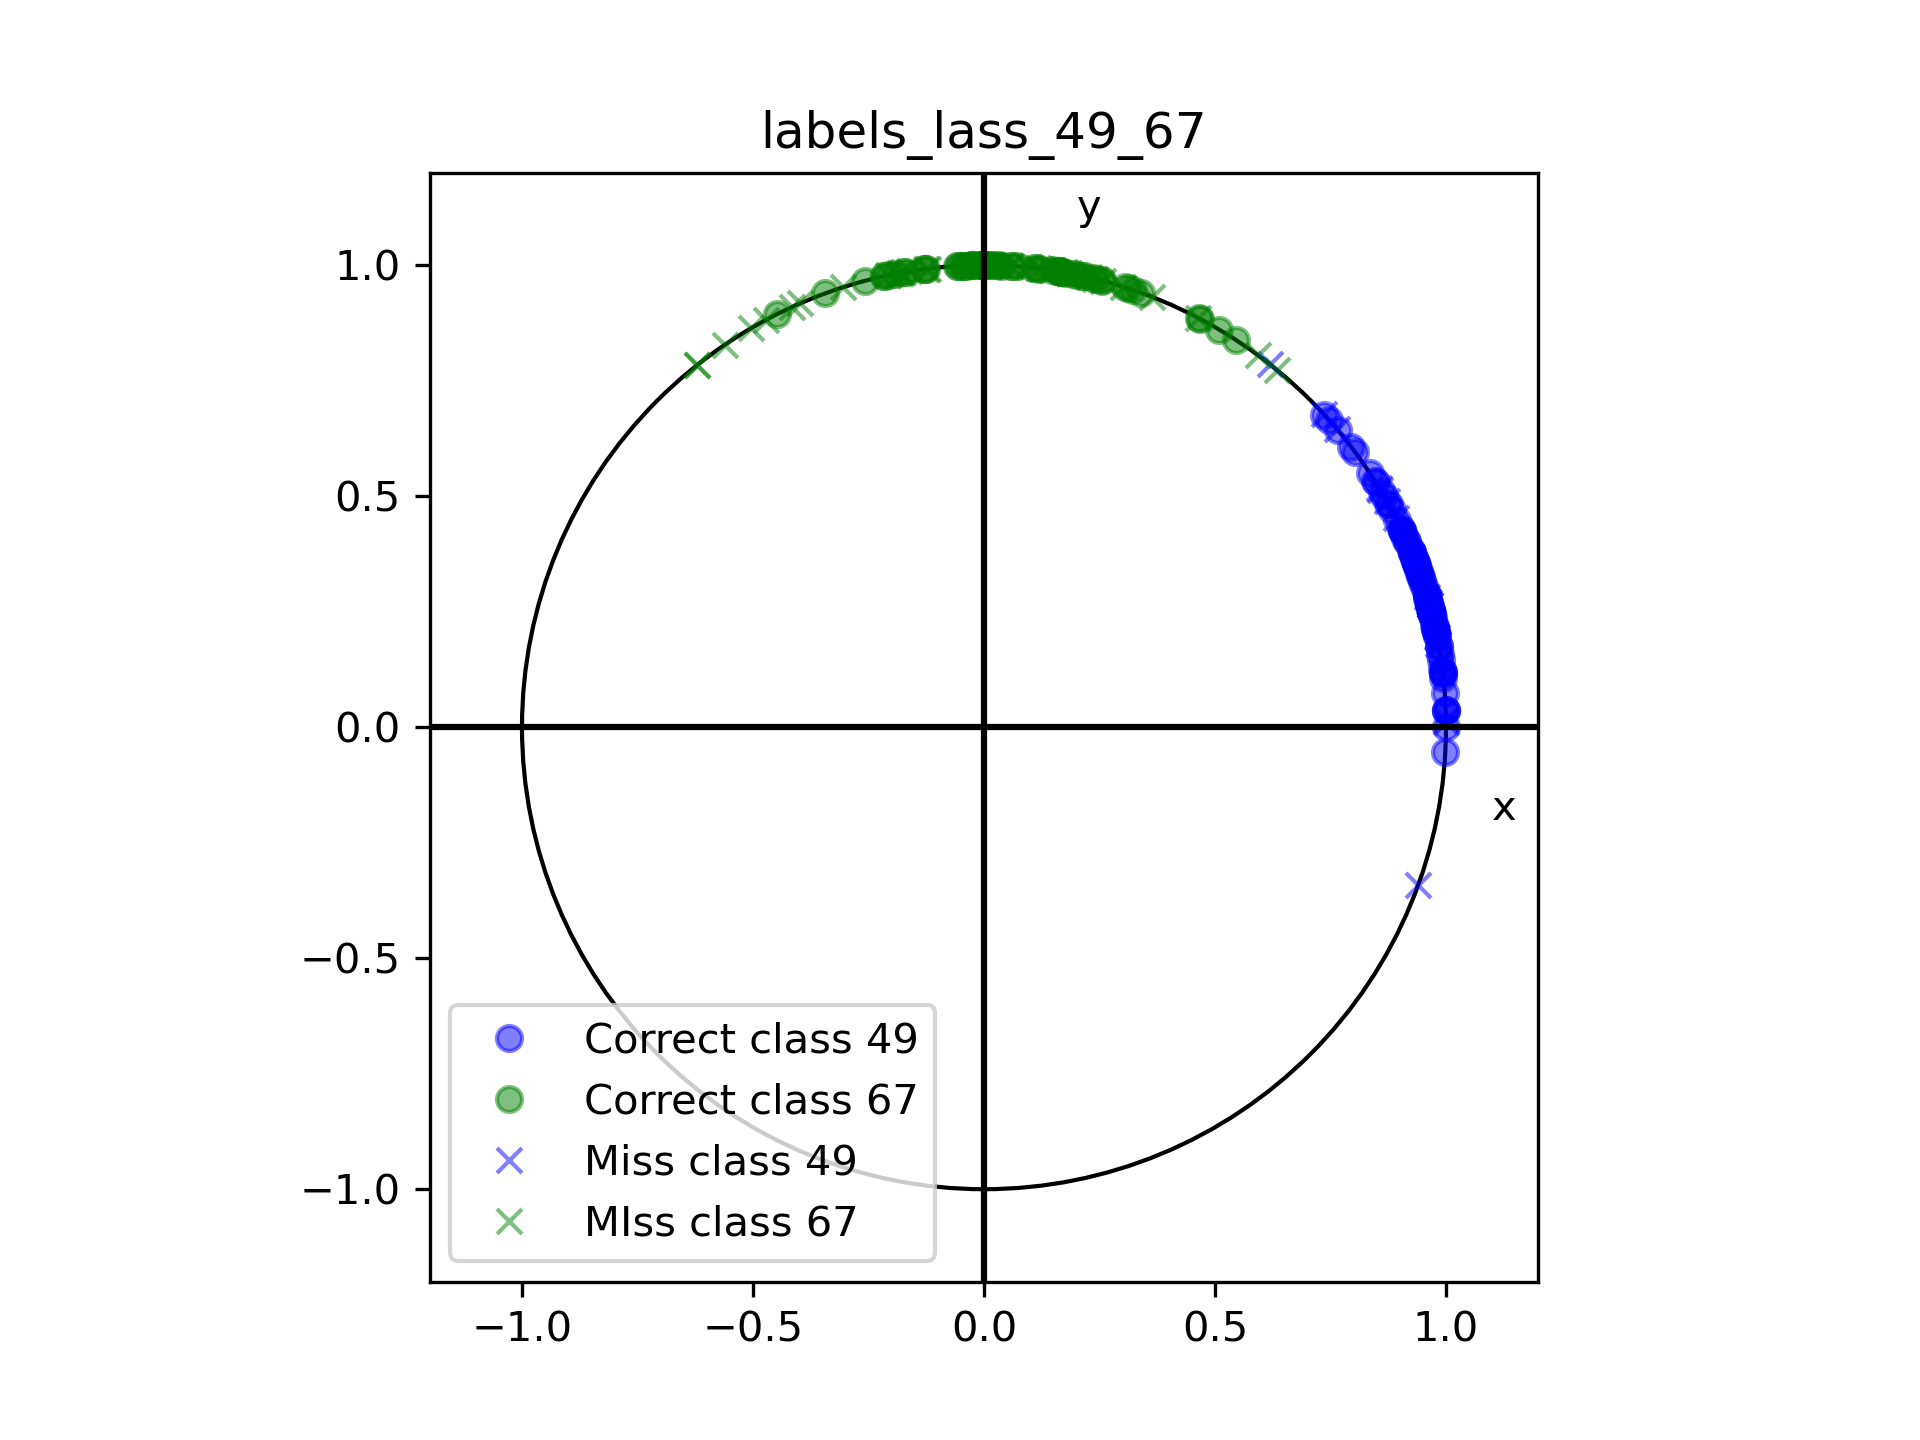 labels_lass_49_67
y
1.0
0.5
0.0
x
−0.5
−1.0
Correct class 49
Correct class 67
Miss class 49
MIss class 67
−1.0 −0.5 0.0 0.5 1.0